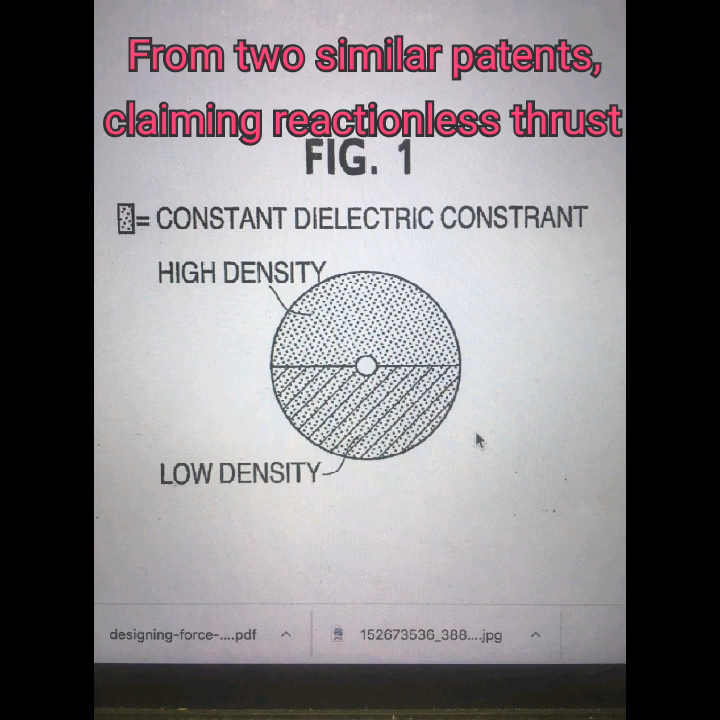 From two similar patents,
claiming reactionless thrust
FIG. 1
= CONSTANT DIELECTRIC CONSTRANT
HIGH DENSITY
LOW DENSITY
designing-force-....pdf
152673536_388....jpg